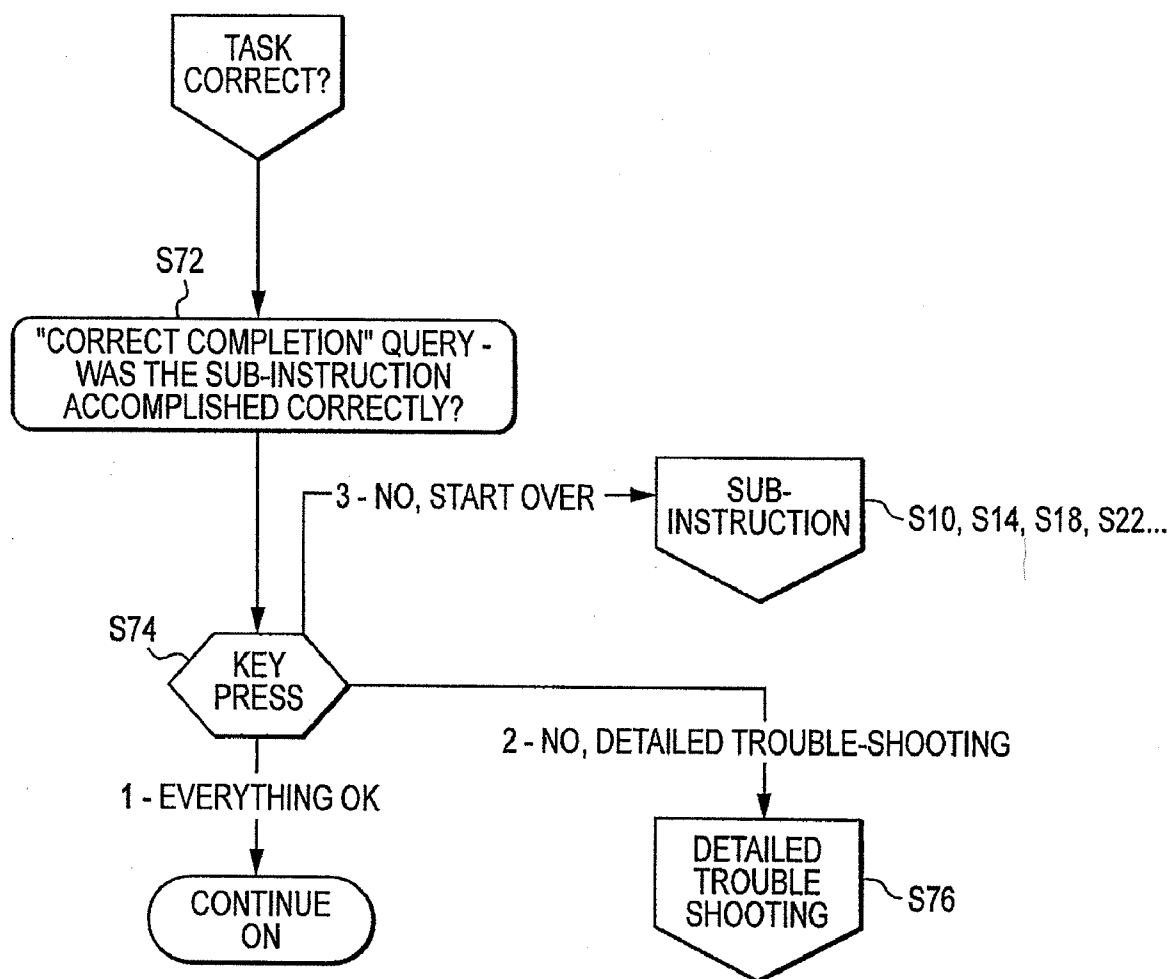 TASK
CORRECT?
S72
"CORRECT COMPLETION" QUERY -
WAS THE SUB-INSTRUCTION
ACCOMPLISHED CORRECTLY?
3 - NO, START OVER
SUB-
INSTRUCTION
S10, S14, S18, S22...
S74
KEY
PRESS
2 - NO, DETAILED TROUBLE-SHOOTING
1 - EVERYTHING OK
DETAILED
TROUBLE
SHOOTING
S76
CONTINUE
ON